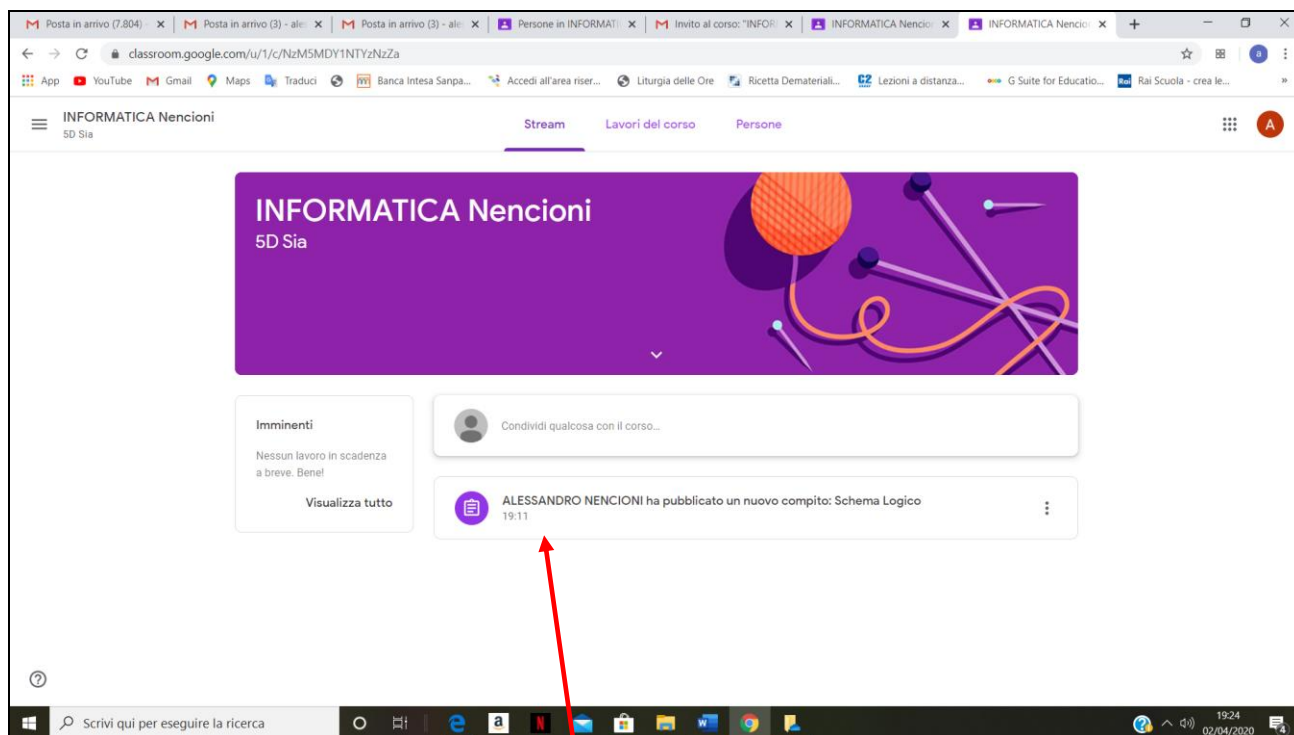 Posta in arrivo (7.804) -
Posta in arrivo (3) - ale
Posta in arrivo (3) - ale
Persone in INFORMATI
Invito al corso: "INFOR
INFORMATICA Nencio
INFORMATICA Nencio
classroom.google.com/u/1/c/NzM5MDY1NTYzNzZa
a
App
YouTube
Gmail
Maps
Traduci
Banca Intesa Sanpa...
Accedi all'area riser...
Liturgia delle Ore
Ricetta Demateriali...
Lezioni a distanza...
G Suite for Educatio...
Rai Scuola - crea le...
»
INFORMATICA Nencioni
5D Sia
Stream
Lavori del corso
Persone
A
INFORMATICA Nencioni
5D Sia
Imminenti
Nessun lavoro in scadenza
a breve. Bene!
Visualizza tutto
Condividi qualcosa con il corso...
ALESSANDRO NENCIONI ha pubblicato un nuovo compito: Schema Logico
19:11
Scrivi qui per eseguire la ricerca
19:24
02/04/2020